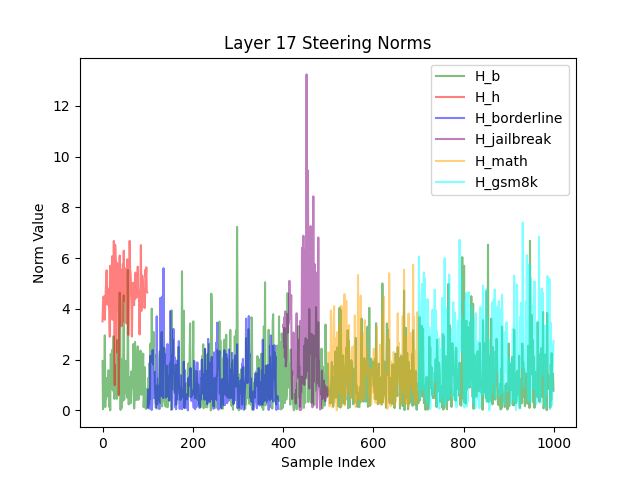 Layer 17 Steering Norms
H_b
H_h
H_borderline
H_jailbreak
H_math
H_gsm8k
Norm Value
12
10
8
6
4
2
0
0 200 400 600 800 1000
Sample Index